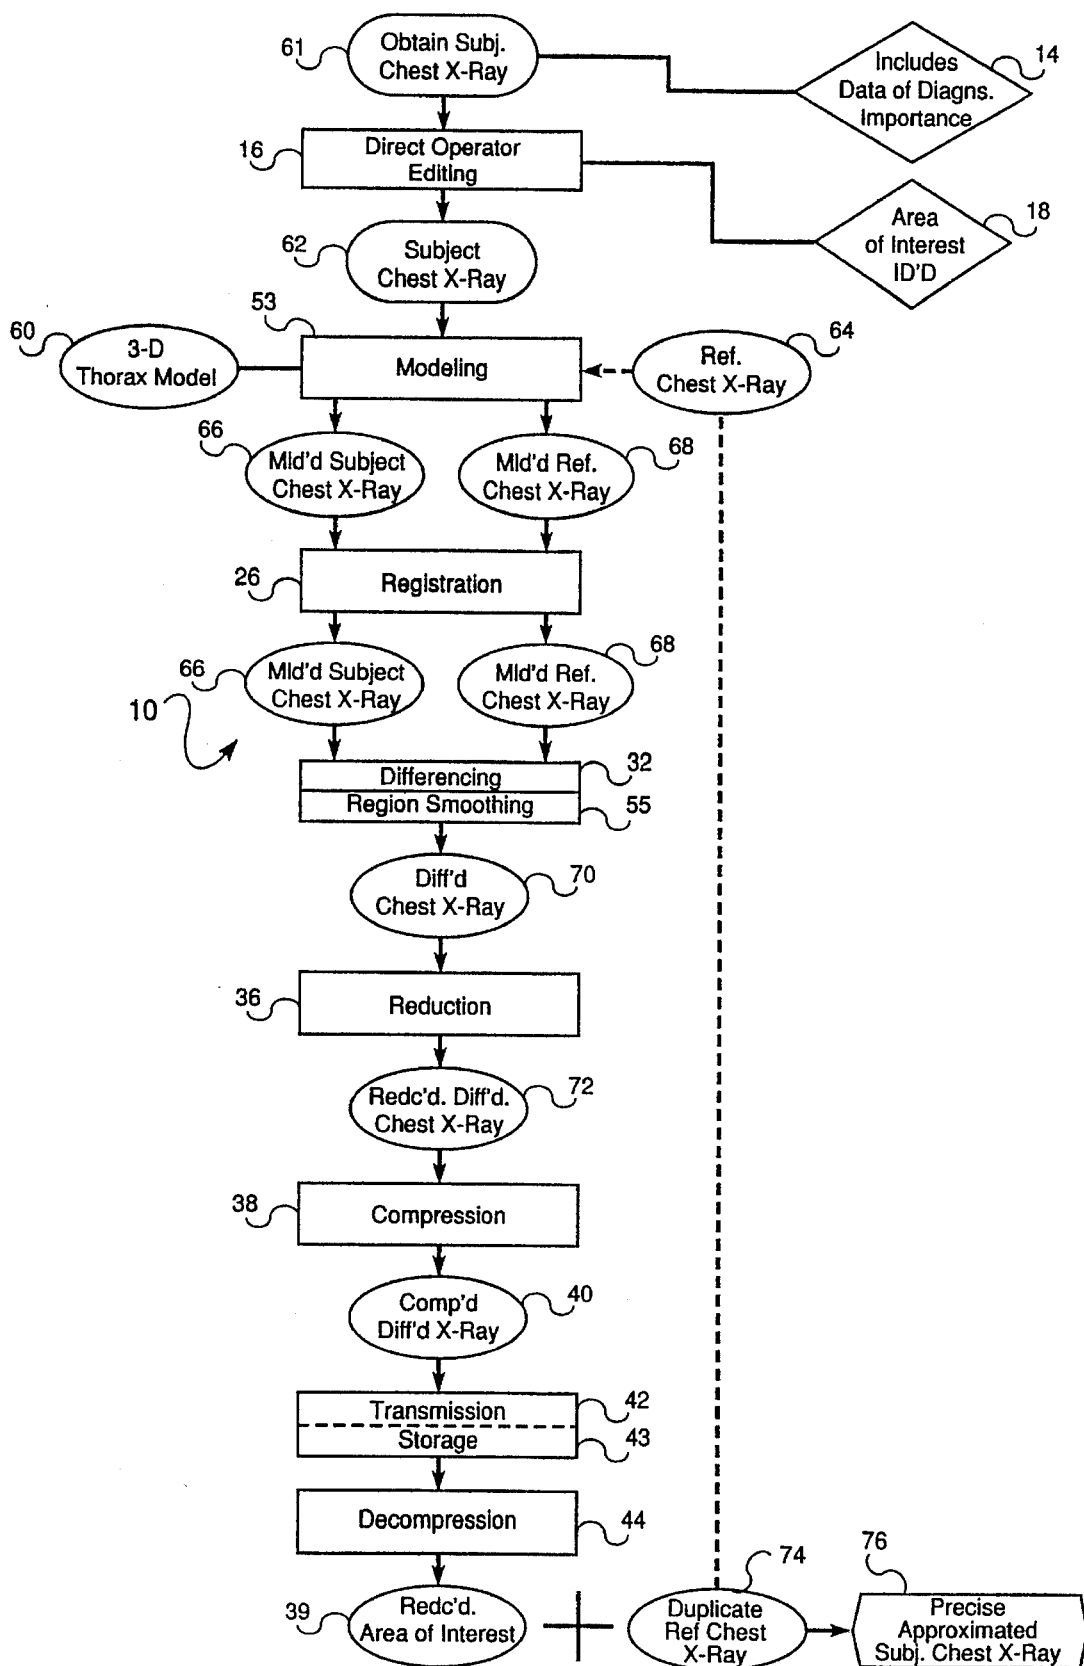 61
Obtain Subj.
Chest X-Ray
Includes
Data of Diagns.
Importance
14
16
Direct Operator
Editing
62
Subject
Chest X-Ray
Area
of Interest
ID'D
18
60
3-D
Thorax Model
53
Modeling
Ref.
Chest X-Ray
64
66
Mld'd Subject
Chest X-Ray
Mld'd Ref.
Chest X-Ray
68
26
Registration
66
Mld'd Subject
Chest X-Ray
Mld'd Ref.
Chest X-Ray
68
10
Differencing
32
Region Smoothing
55
Diff'd
Chest X-Ray
70
36
Reduction
Redc'd. Diff'd.
Chest X-Ray
72
38
Compression
Comp'd
Diff'd X-Ray
40
Transmission
42
Storage
43
Decompression
44
39
Redc'd.
Area of Interest
74
Duplicate
Ref Chest
X-Ray
76
Precise
Approximated
Subj. Chest X-Ray